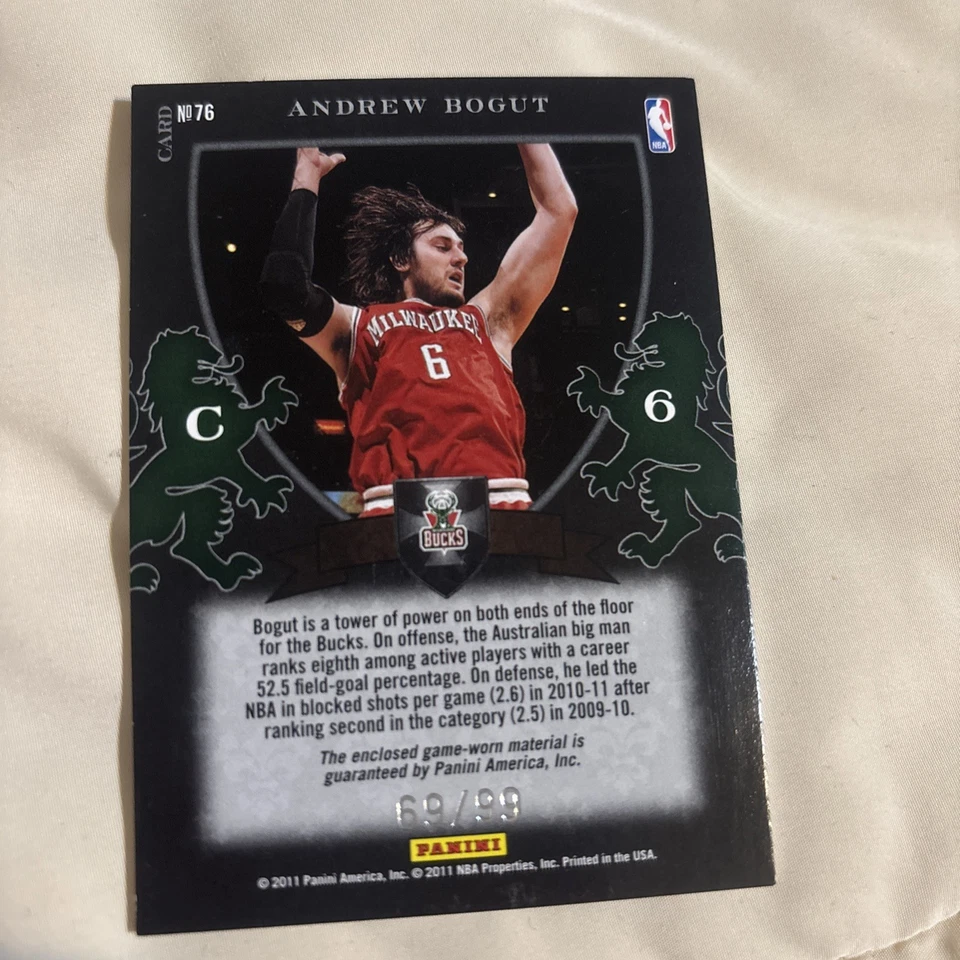 CARD Nº76
ANDREW BOGUT
NBA
MILWAUKEE
6
C
6
BUCKS
Bogut is a tower of power on both ends of the floor
for the Bucks. On offense, the Australian big man
ranks eighth among active players with a career
52.5 field-goal percentage. On defense, he led the
NBA in blocked shots per game (2.6) in 2010-11 after
ranking second in the category (2.5) in 2009-10.
The enclosed game-worn material is
guaranteed by Panini America, Inc.
69/99
PANINI
© 2011 Panini America, Inc. © 2011 NBA Properties, Inc. Printed in the USA.